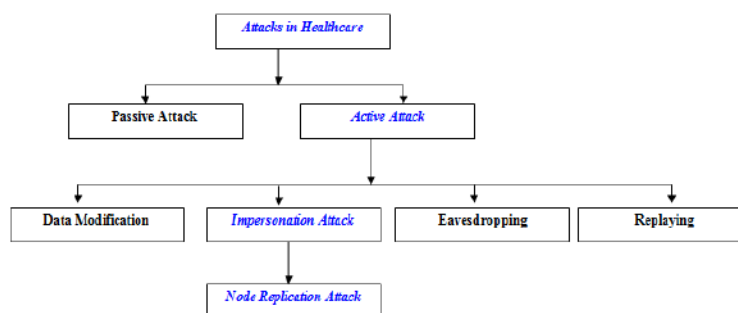 Attacks in Healthcare
Passive Attack
Active Attack
Data Modification
Impersonation Attack
Eavesdropping
Replaying
Node Replication Attack